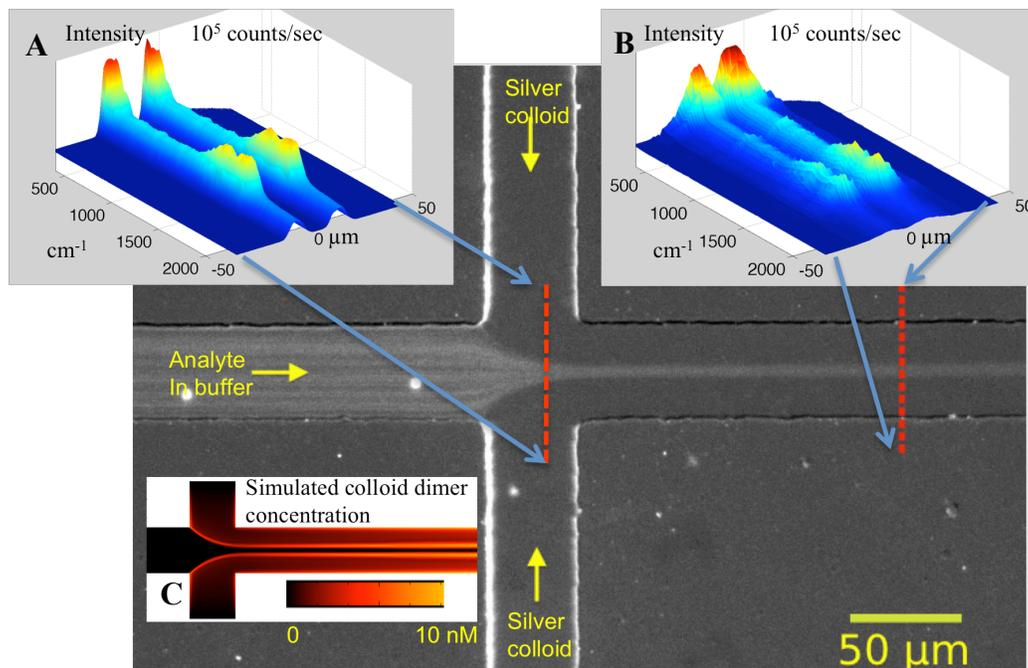 A
Intensity 10⁵ counts/sec
500
1000
1500
2000
cm⁻¹
-50
0 μm
50
B
Intensity 10⁵ counts/sec
500
1000
1500
2000
cm⁻¹
-50
0 μm
50
Silver
colloid
Analyte
In buffer
Simulated colloid dimer
concentration
C
0 10 nM
Silver
colloid
50 μm